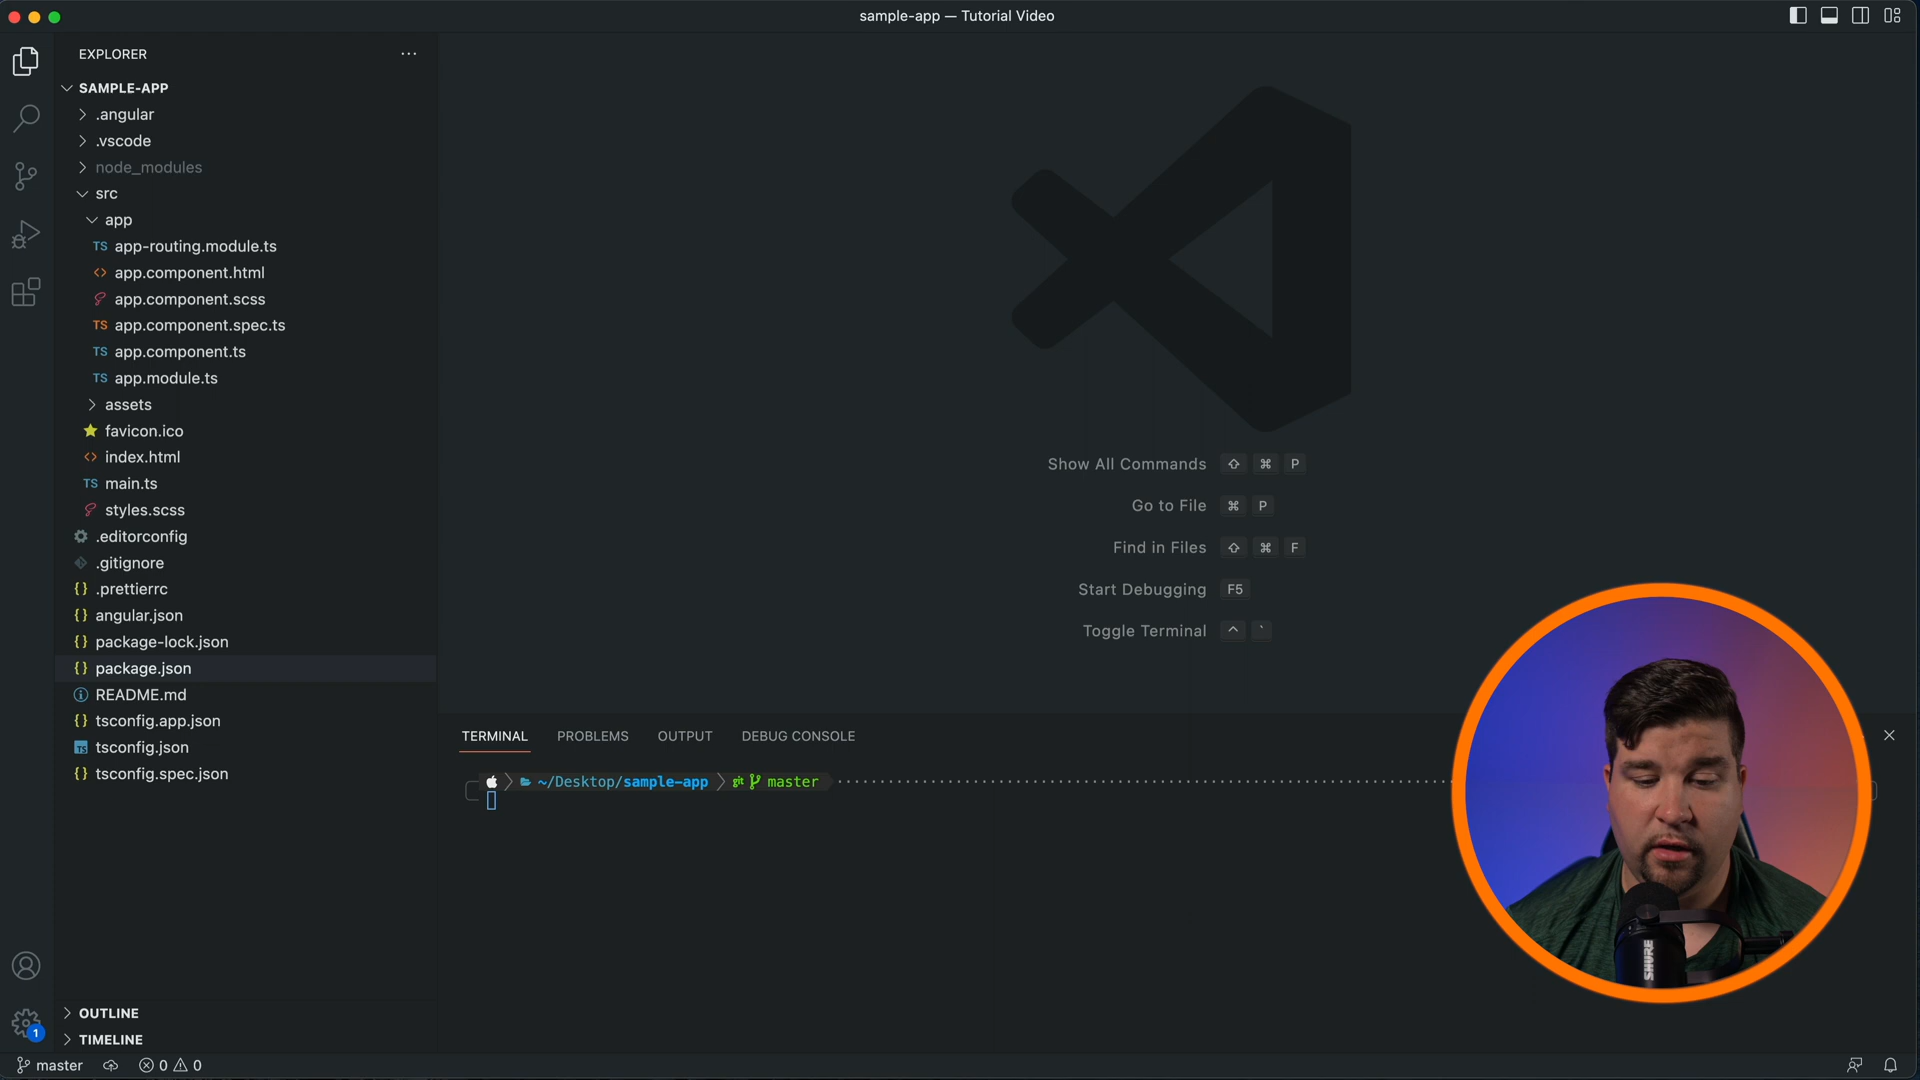 sample-app — Tutorial Video
EXPLORER
SAMPLE-APP
.angular
.vscode
node_modules
src
app
TS app-routing.module.ts
<> app.component.html
app.component.scss
TS app.component.spec.ts
TS app.component.ts
TS app.module.ts
assets
favicon.ico
<> index.html
TS main.ts
styles.scss
.editorconfig
.gitignore
{} .prettierrc
{} angular.json
{} package-lock.json
{} package.json
README.md
{} tsconfig.app.json
TS tsconfig.json
{} tsconfig.spec.json
OUTLINE
TIMELINE
1
master
0 0
Show All Commands ⇧ ⌘ P
Go to File ⌘ P
Find in Files ⇧ ⌘ F
Start Debugging F5
Toggle Terminal ^ `
TERMINAL PROBLEMS OUTPUT DEBUG CONSOLE
~/Desktop/sample-app git master
SHURE